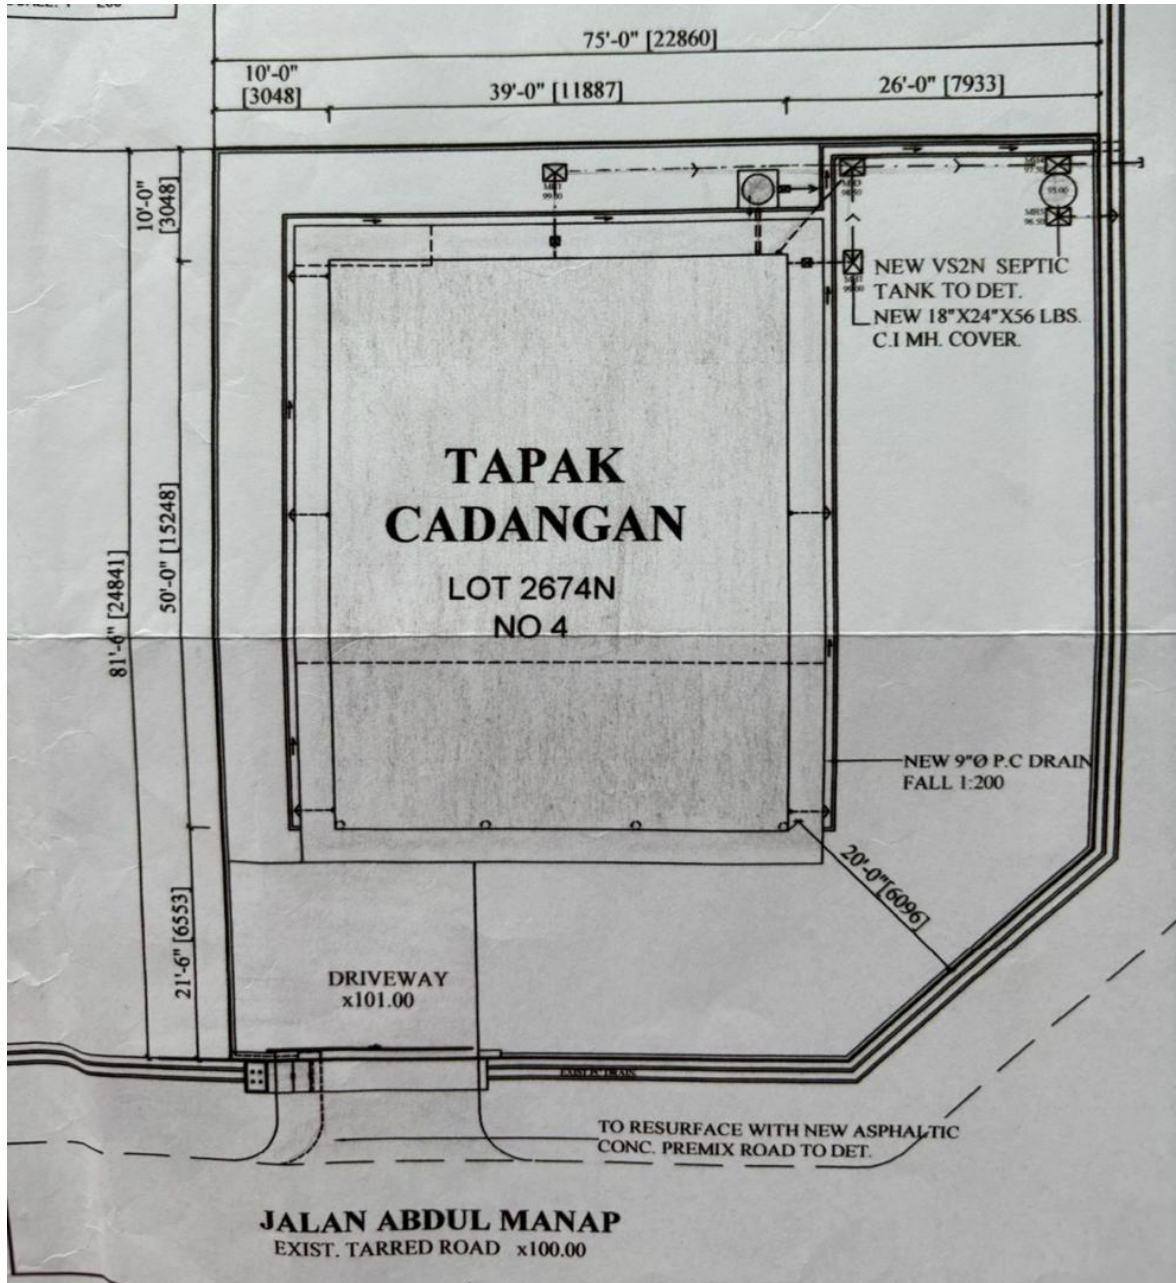 75'-0" [22860]
10'-0"
[3048]
39'-0" [11887]
26'-0" [7933]
10'-0"
[3048]
95.00
NEW VS2N SEPTIC
TANK TO DET.
NEW 18"X24"X56 LBS.
C.I MH. COVER.
TAPAK
CADANGAN
LOT 2674N
NO 4
50'-0" [15248]
81'-6" [24841]
NEW 9"Ø P.C DRAIN
FALL 1:200
20'-0"[6096]
21'-6" [6553]
DRIVEWAY
x101.00
EXIST PC DRAIN
TO RESURFACE WITH NEW ASPHALTIC
CONC. PREMIX ROAD TO DET.
JALAN ABDUL MANAP
EXIST. TARRED ROAD x100.00